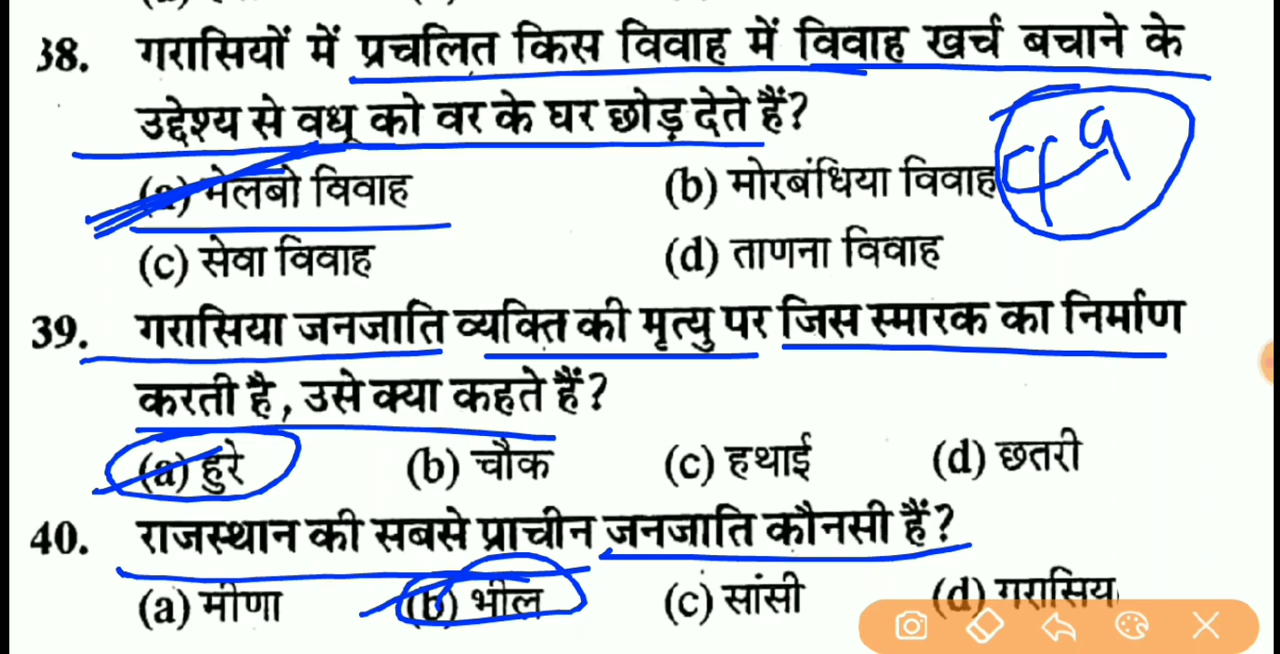 38. गरासियों में प्रचलित किस विवाह में विवाह खर्च बचाने के
उद्देश्य से वधू को वर के घर छोड़ देते हैं?
(a) मेलबो विवाह (b) मोरबंधिया विवाह
(c) सेवा विवाह (d) ताणना विवाह
39. गरासिया जनजाति व्यक्ति की मृत्यु पर जिस स्मारक का निर्माण
करती है, उसे क्या कहते हैं?
(a) हुरे (b) चौक (c) हथाई (d) छतरी
40. राजस्थान की सबसे प्राचीन जनजाति कौनसी हैं?
(a) मीणा (b) भील (c) सांसी (d) गरासिय